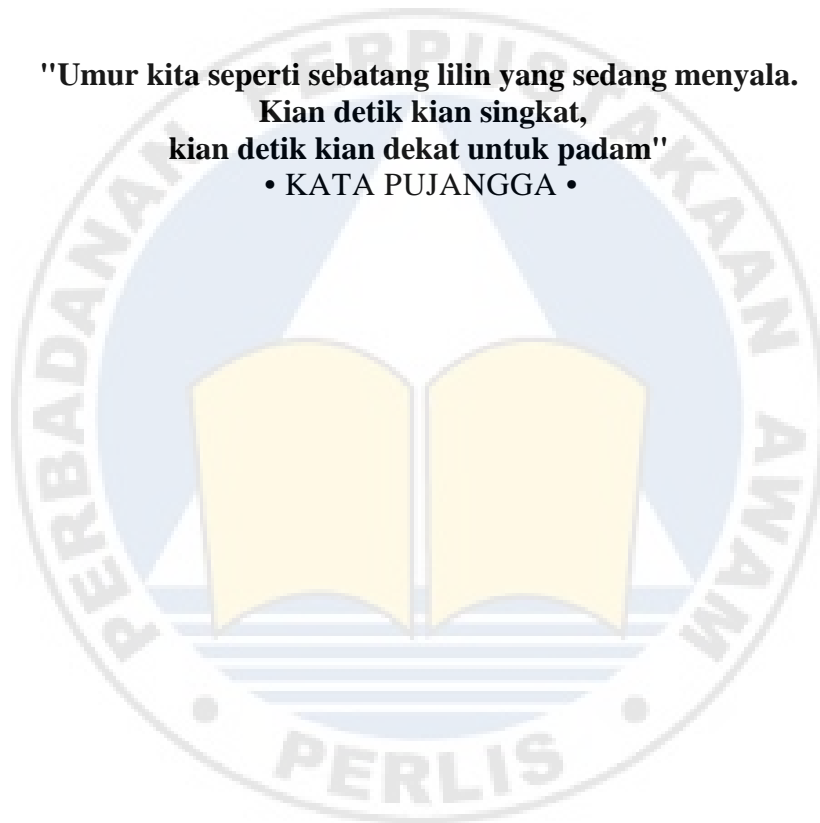 "Umur kita seperti sebatang lilin yang sedang menyala.
Kian detik kian singkat,
kian detik kian dekat untuk padam"
• KATA PUJANGGA •
PERBADANAN PERPUSTAKAAN AWAM
• PERLIS •